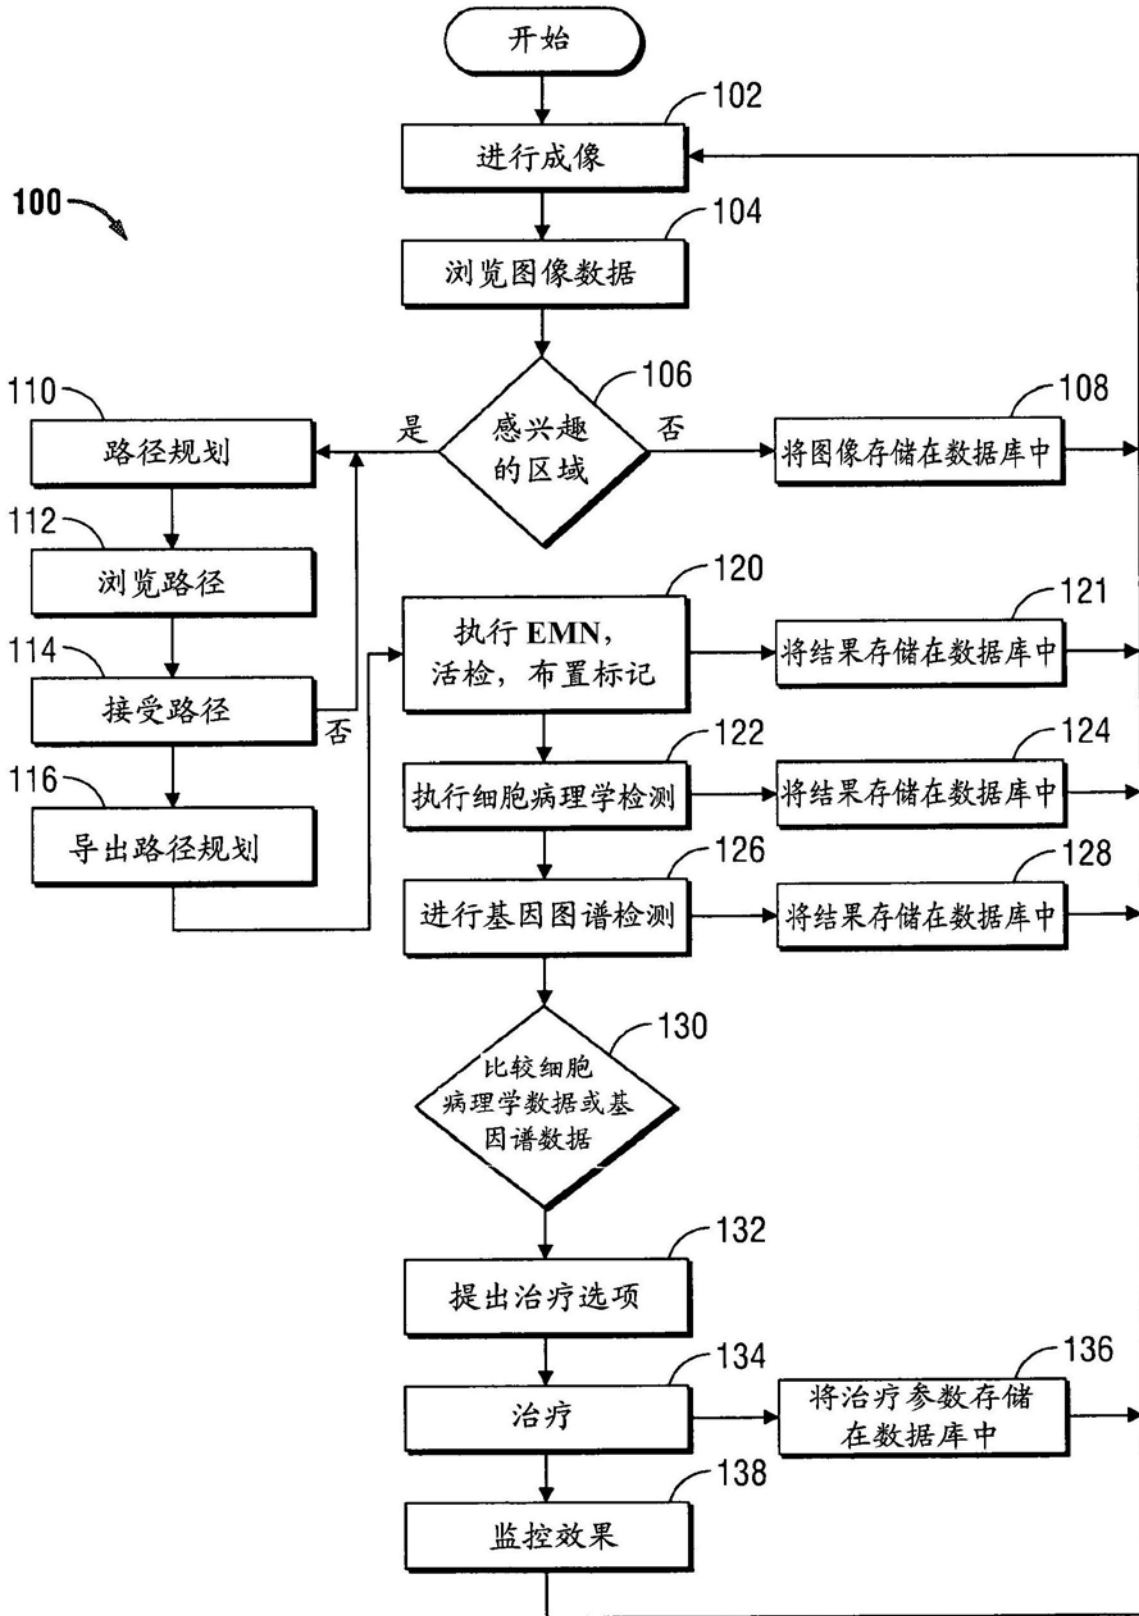 开始
102
进行成像
100
104
浏览图像数据
106
感兴趣
的区域
是
否
108
将图像存储在数据库中
110
路径规划
112
浏览路径
114
接受路径
否
116
导出路径规划
120
执行 EMN，
活检，布置标记
121
将结果存储在数据库中
122
执行细胞病理学检测
124
将结果存储在数据库中
126
进行基因图谱检测
128
将结果存储在数据库中
130
比较细胞
病理学数据或基
因谱数据
132
提出治疗选项
134
治疗
136
将治疗参数存储
在数据库中
138
监控效果